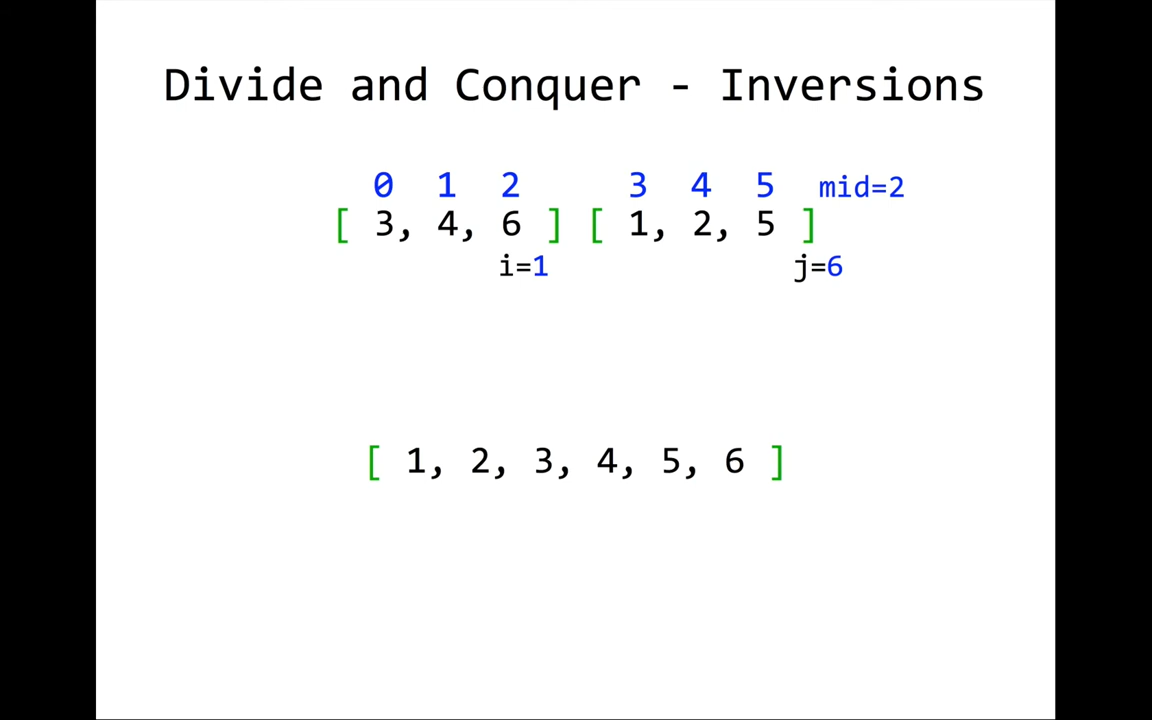 Divide and Conquer - Inversions
0 1 2 3 4 5 mid=2
[ 3, 4, 6 ] [ 1, 2, 5 ]
i=1 j=6
[ 1, 2, 3, 4, 5, 6 ]